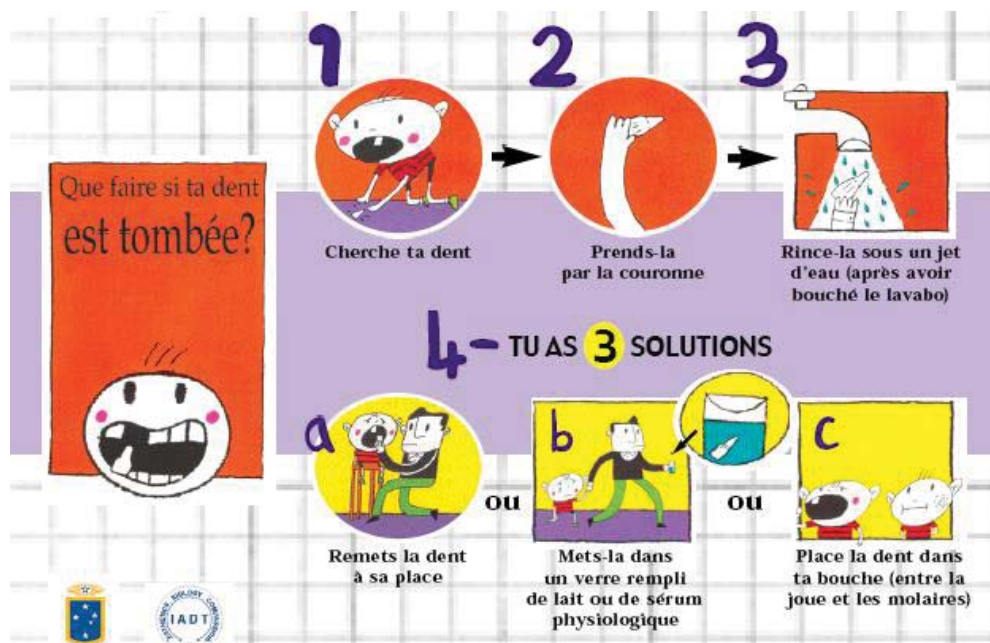 Que faire si ta dent
est tombée?
1
Cherche ta dent
2
Prends-la
par la couronne
3
Rince-la sous un jet
d'eau (après avoir
bouché le lavabo)
4- TU AS 3 SOLUTIONS
a
Remets la dent
à sa place
ou
b
Mets-la dans
un verre rempli
de lait ou de sérum
physiologique
ou
c
Place la dent dans
ta bouche (entre la
joue et les molaires)
IADT